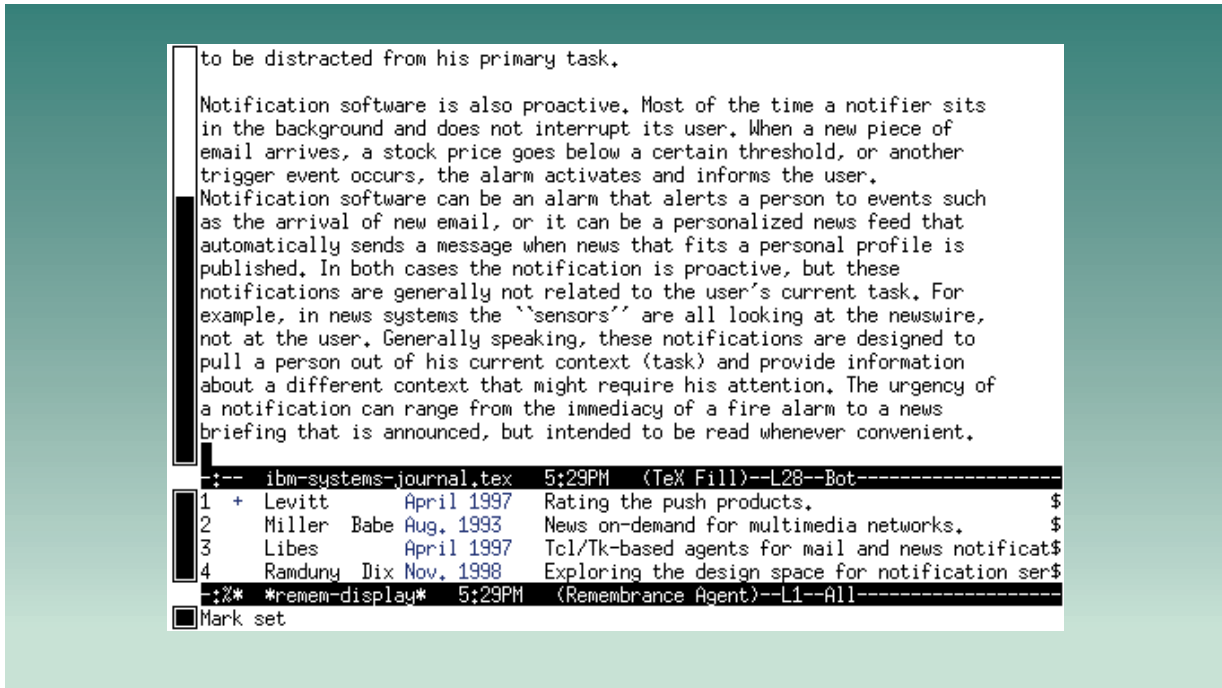 to be distracted from his primary task.
Notification software is also proactive. Most of the time a notifier sits
in the background and does not interrupt its user. When a new piece of
email arrives, a stock price goes below a certain threshold, or another
trigger event occurs, the alarm activates and informs the user.
Notification software can be an alarm that alerts a person to events such
as the arrival of new email, or it can be a personalized news feed that
automatically sends a message when news that fits a personal profile is
published. In both cases the notification is proactive, but these
notifications are generally not related to the user's current task. For
example, in news systems the ``sensors'' are all looking at the newswire,
not at the user. Generally speaking, these notifications are designed to
pull a person out of his current context (task) and provide information
about a different context that might require his attention. The urgency of
a notification can range from the immediacy of a fire alarm to a news
briefing that is announced, but intended to be read whenever convenient.
-:-- ibm-systems-journal.tex 5:29PM (TeX Fill)--L28--Bot-------------------
1 + Levitt April 1997 Rating the push products. $
2 Miller Babe Aug. 1993 News on-demand for multimedia networks. $
3 Libes April 1997 Tcl/Tk-based agents for mail and news notificat$
4 Ramduny Dix Nov. 1998 Exploring the design space for notification ser$
-:%* *remem-display* 5:29PM (Remembrance Agent)--L1--All-------------------
Mark set